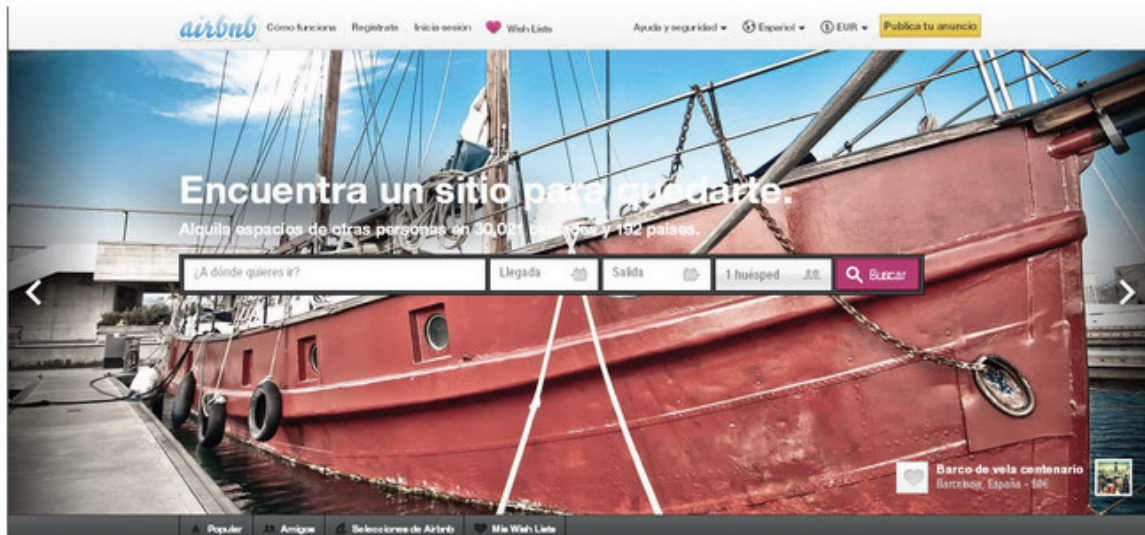 airbnb Cómo funciona Regístrate Inicia sesión Wish Lists Ayuda y seguridad Español EUR Publica tu anuncio
Encuentra un sitio para quedarte.
Alquila espacios de otras personas en 30,021 ciudades y 192 países.
¿A dónde quieres ir? Llegada Salida 1 huésped Buscar
Barco de vela centenario
Barcelona, España - 60€
Popular Amigos Selecciones de Airbnb Mis Wish Lists